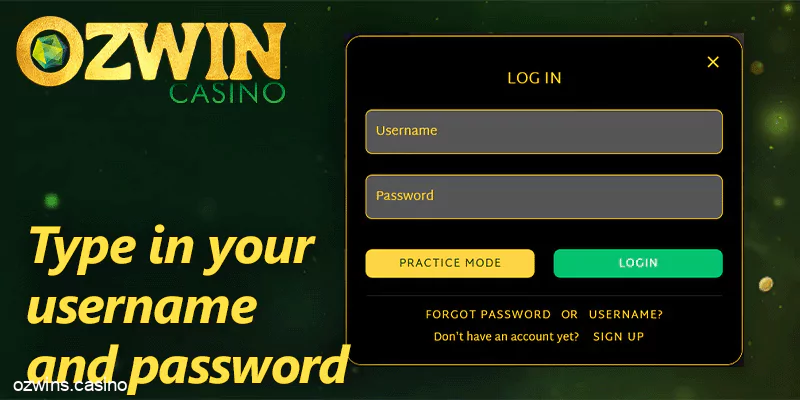 OZWIN
CASINO
Type in your
username
and password
ozwins.casino
LOG IN
Username
Password
PRACTICE MODE
LOGIN
FORGOT PASSWORD OR USERNAME?
Don't have an account yet? SIGN UP